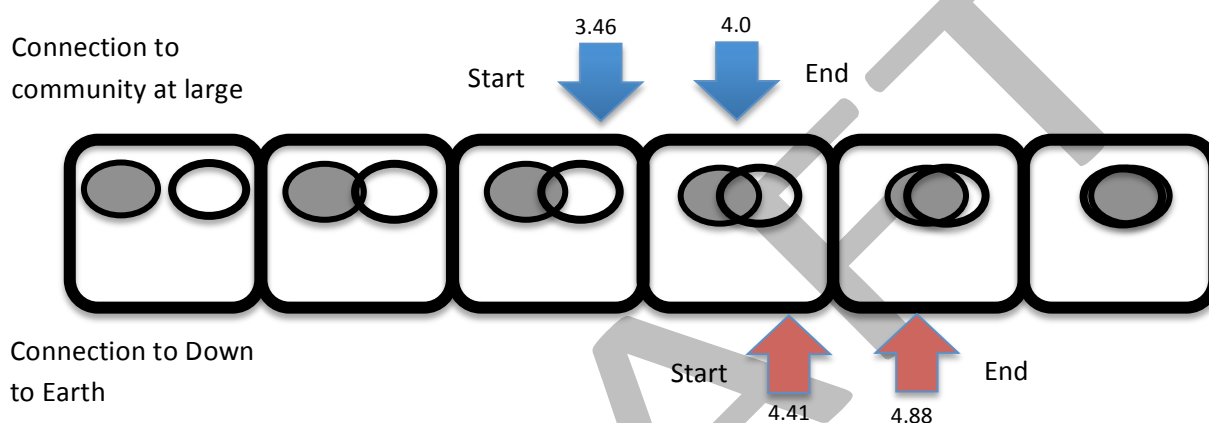 3.46
4.0
Connection to
community at large
Start
End
Connection to Down
to Earth
Start
End
4.41
4.88